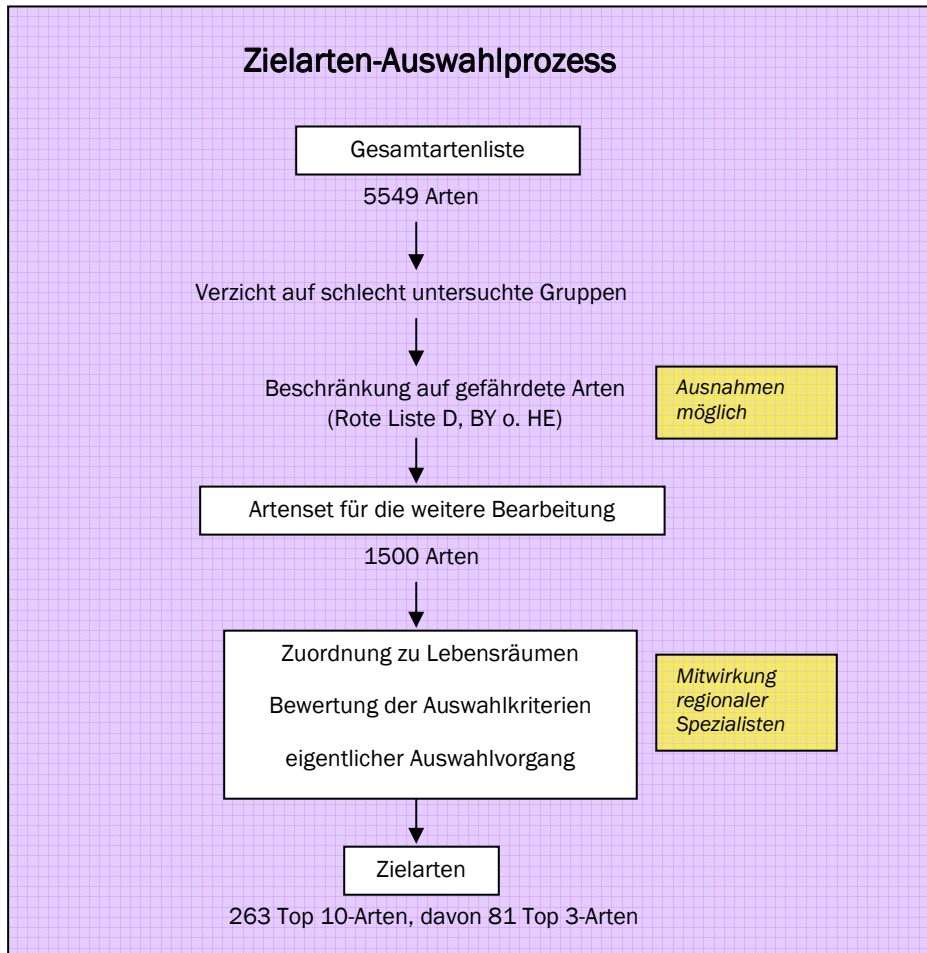 Zielarten-Auswahlprozess
Gesamtartenliste
5549 Arten
Verzicht auf schlecht untersuchte Gruppen
Beschränkung auf gefährdete Arten
(Rote Liste D, BY o. HE)
Ausnahmen
möglich
Artenset für die weitere Bearbeitung
1500 Arten
Zuordnung zu Lebensräumen
Bewertung der Auswahlkriterien
eigentlicher Auswahlvorgang
Mitwirkung
regionaler
Spezialisten
Zielarten
263 Top 10-Arten, davon 81 Top 3-Arten